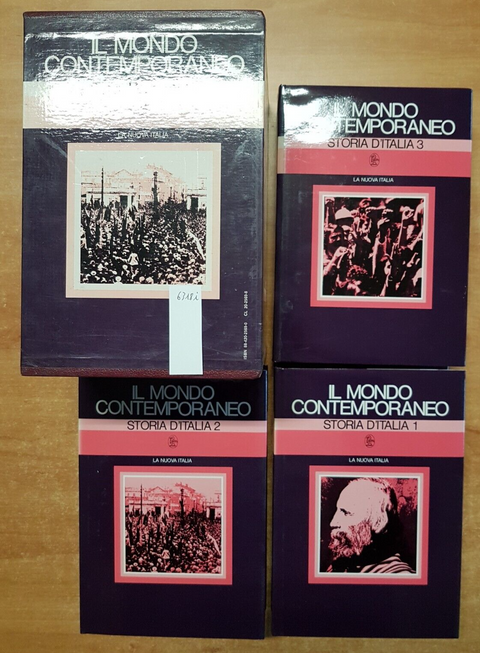 IL MONDO
CONTEMPORANEO
LA NUOVA ITALIA
6318i
IL MONDO
CONTEMPORANEO
STORIA D'ITALIA 3
LA NUOVA ITALIA
IL MONDO
CONTEMPORANEO
STORIA D'ITALIA 2
LA NUOVA ITALIA
IL MONDO
CONTEMPORANEO
STORIA D'ITALIA 1
LA NUOVA ITALIA